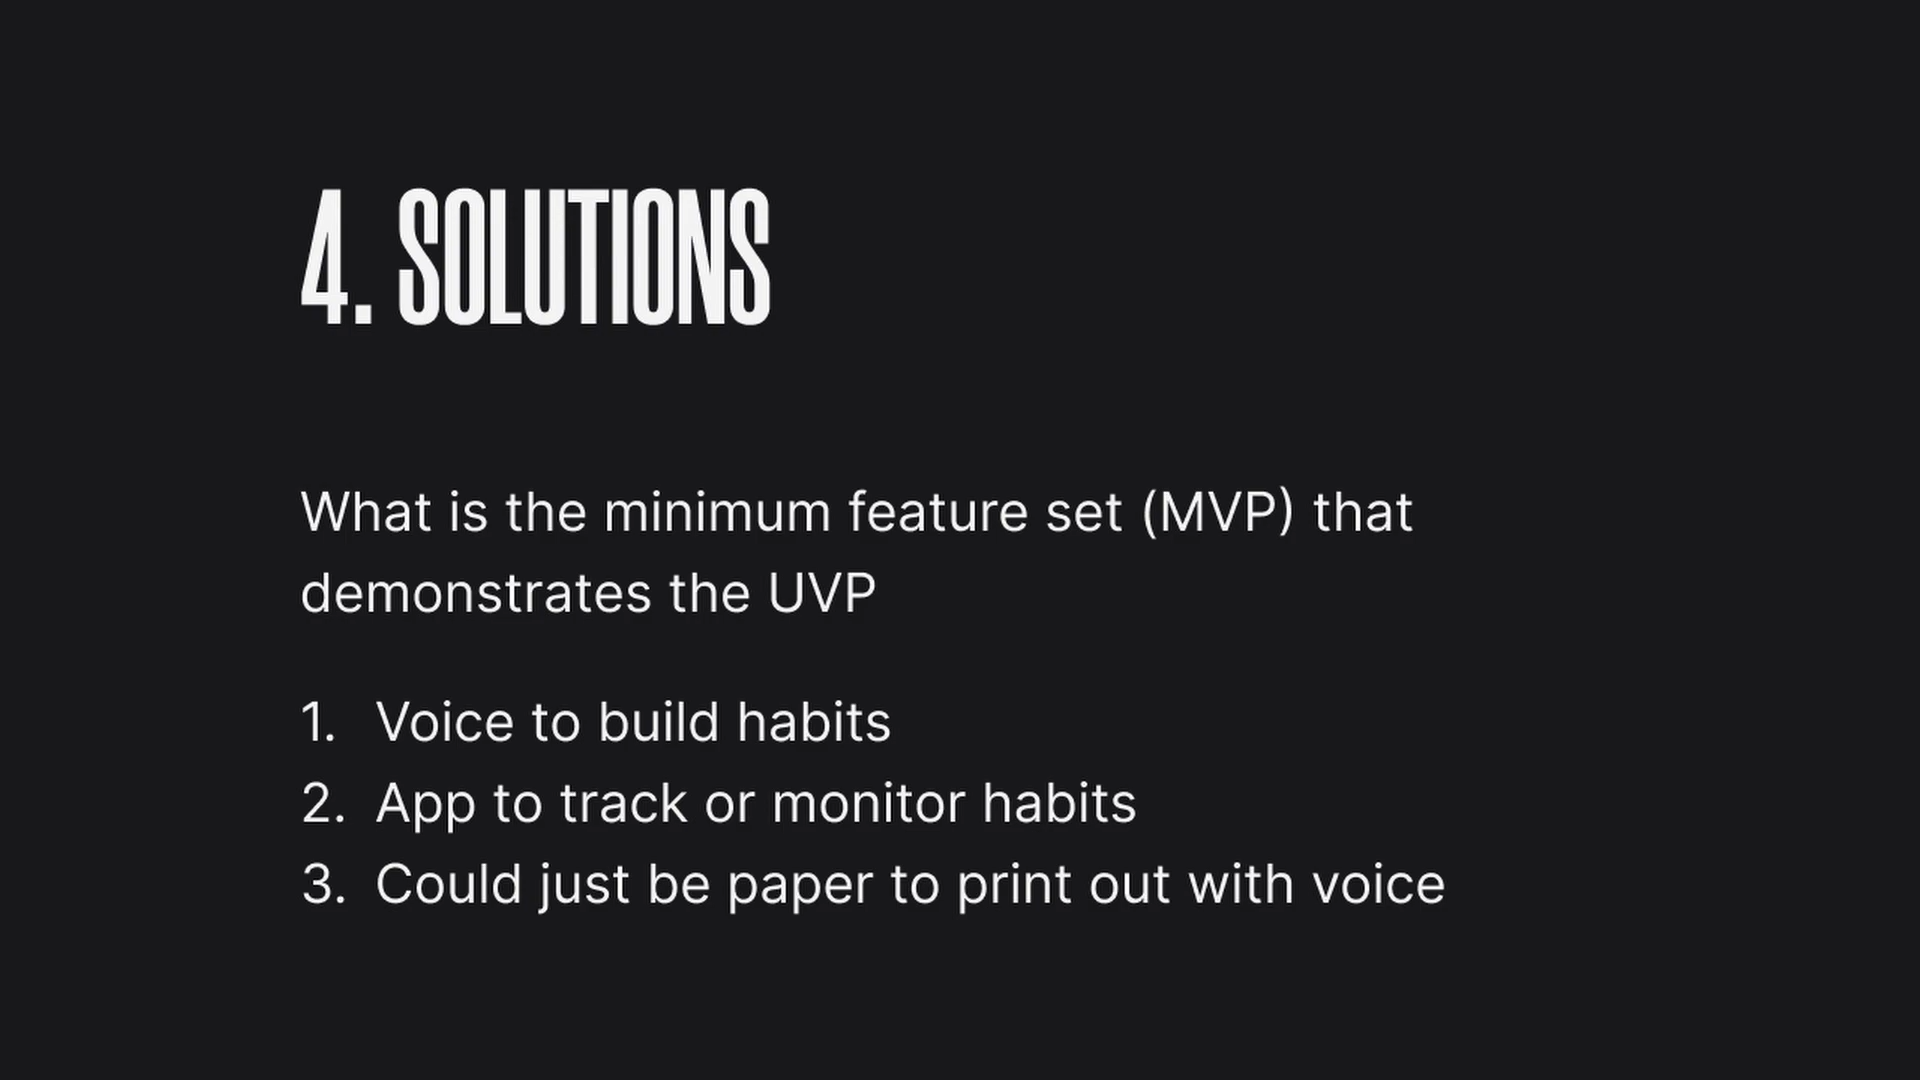 4. SOLUTIONS
What is the minimum feature set (MVP) that
demonstrates the UVP
1. Voice to build habits
2. App to track or monitor habits
3. Could just be paper to print out with voice